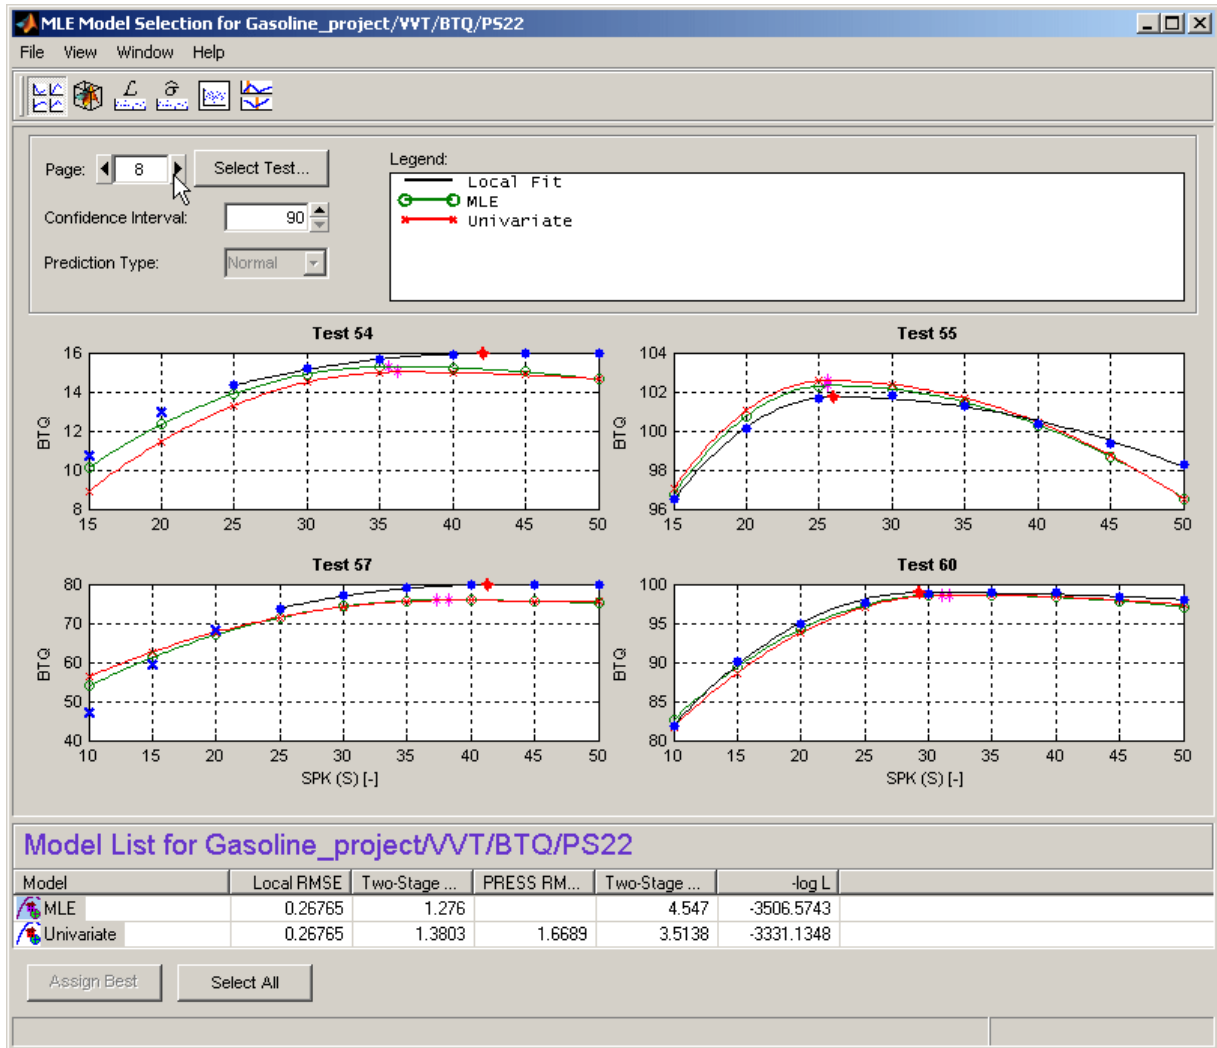 MLE Model Selection for Gasoline_project/VVT/BTQ/PS22
File View Window Help
Page: 8 Select Test...
Confidence Interval: 90
Prediction Type: Normal
Legend:
Local Fit
MLE
Univariate
Test 54
16
14
12
10
8
BTQ
15 20 25 30 35 40 45 50
Test 55
104
102
100
98
96
BTQ
15 20 25 30 35 40 45 50
Test 57
80
70
60
50
40
BTQ
10 15 20 25 30 35 40 45 50
SPK (S) [-]
Test 60
100
95
90
85
80
BTQ
10 15 20 25 30 35 40 45 50
SPK (S) [-]
Model List for Gasoline_project/VVT/BTQ/PS22
Model Local RMSE Two-Stage ... PRESS RM... Two-Stage ... -log L
MLE 0.26765 1.276 4.547 -3506.5743
Univariate 0.26765 1.3803 1.6689 3.5138 -3331.1348
Assign Best Select All